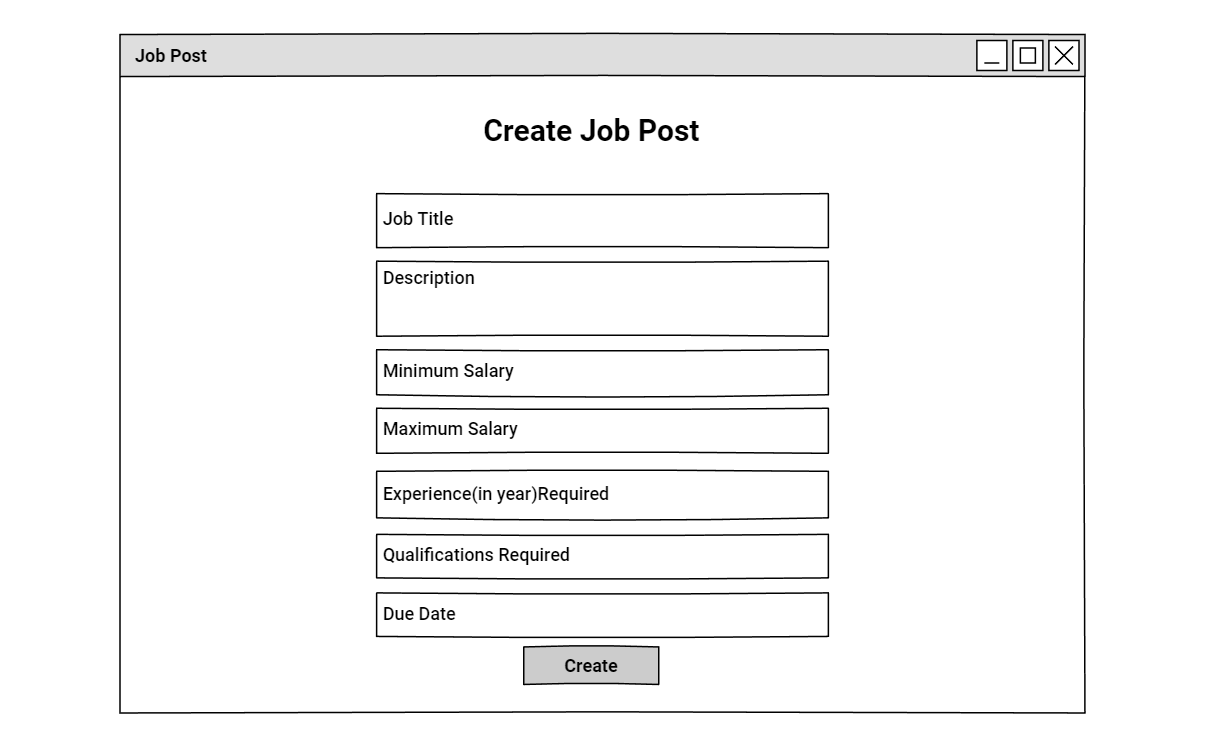 Job Post
Create Job Post
Job Title
Description
Minimum Salary
Maximum Salary
Experience(in year)Required
Qualifications Required
Due Date
Create